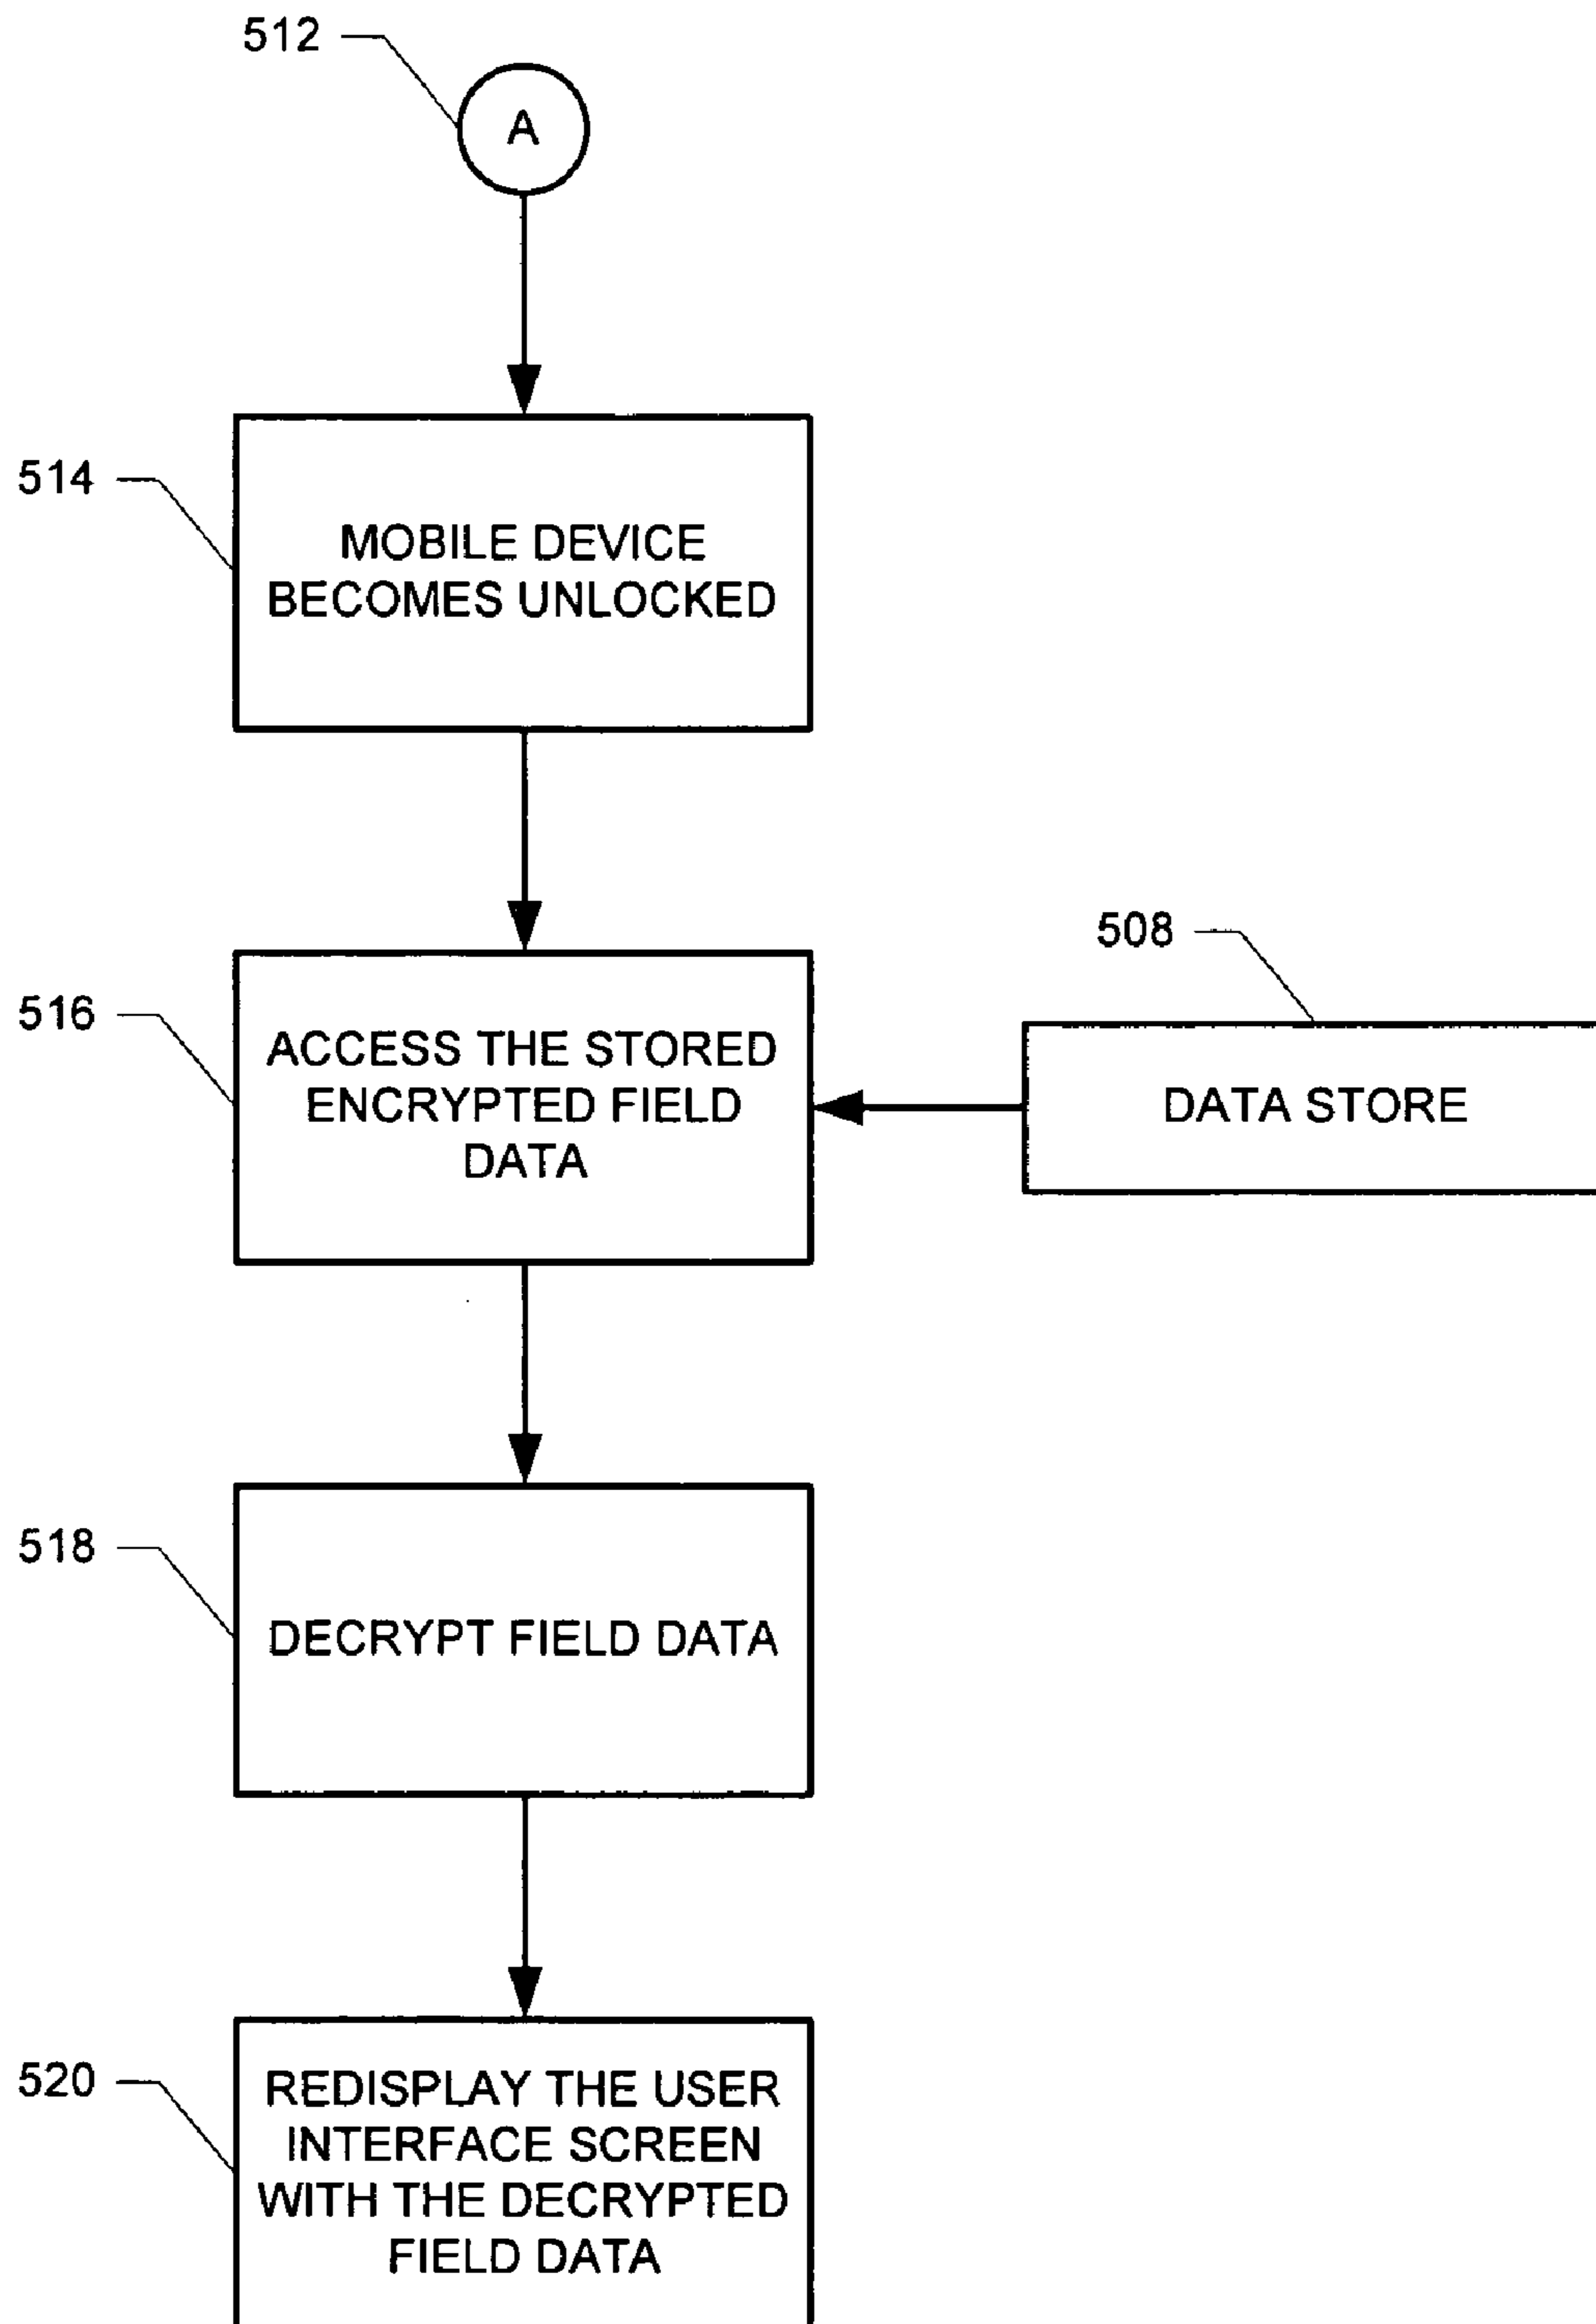 512
A
514
MOBILE DEVICE
BECOMES UNLOCKED
508
516
ACCESS THE STORED
ENCRYPTED FIELD
DATA
DATA STORE
518
DECRYPT FIELD DATA
520
REDISPLAY THE USER
INTERFACE SCREEN
WITH THE DECRYPTED
FIELD DATA